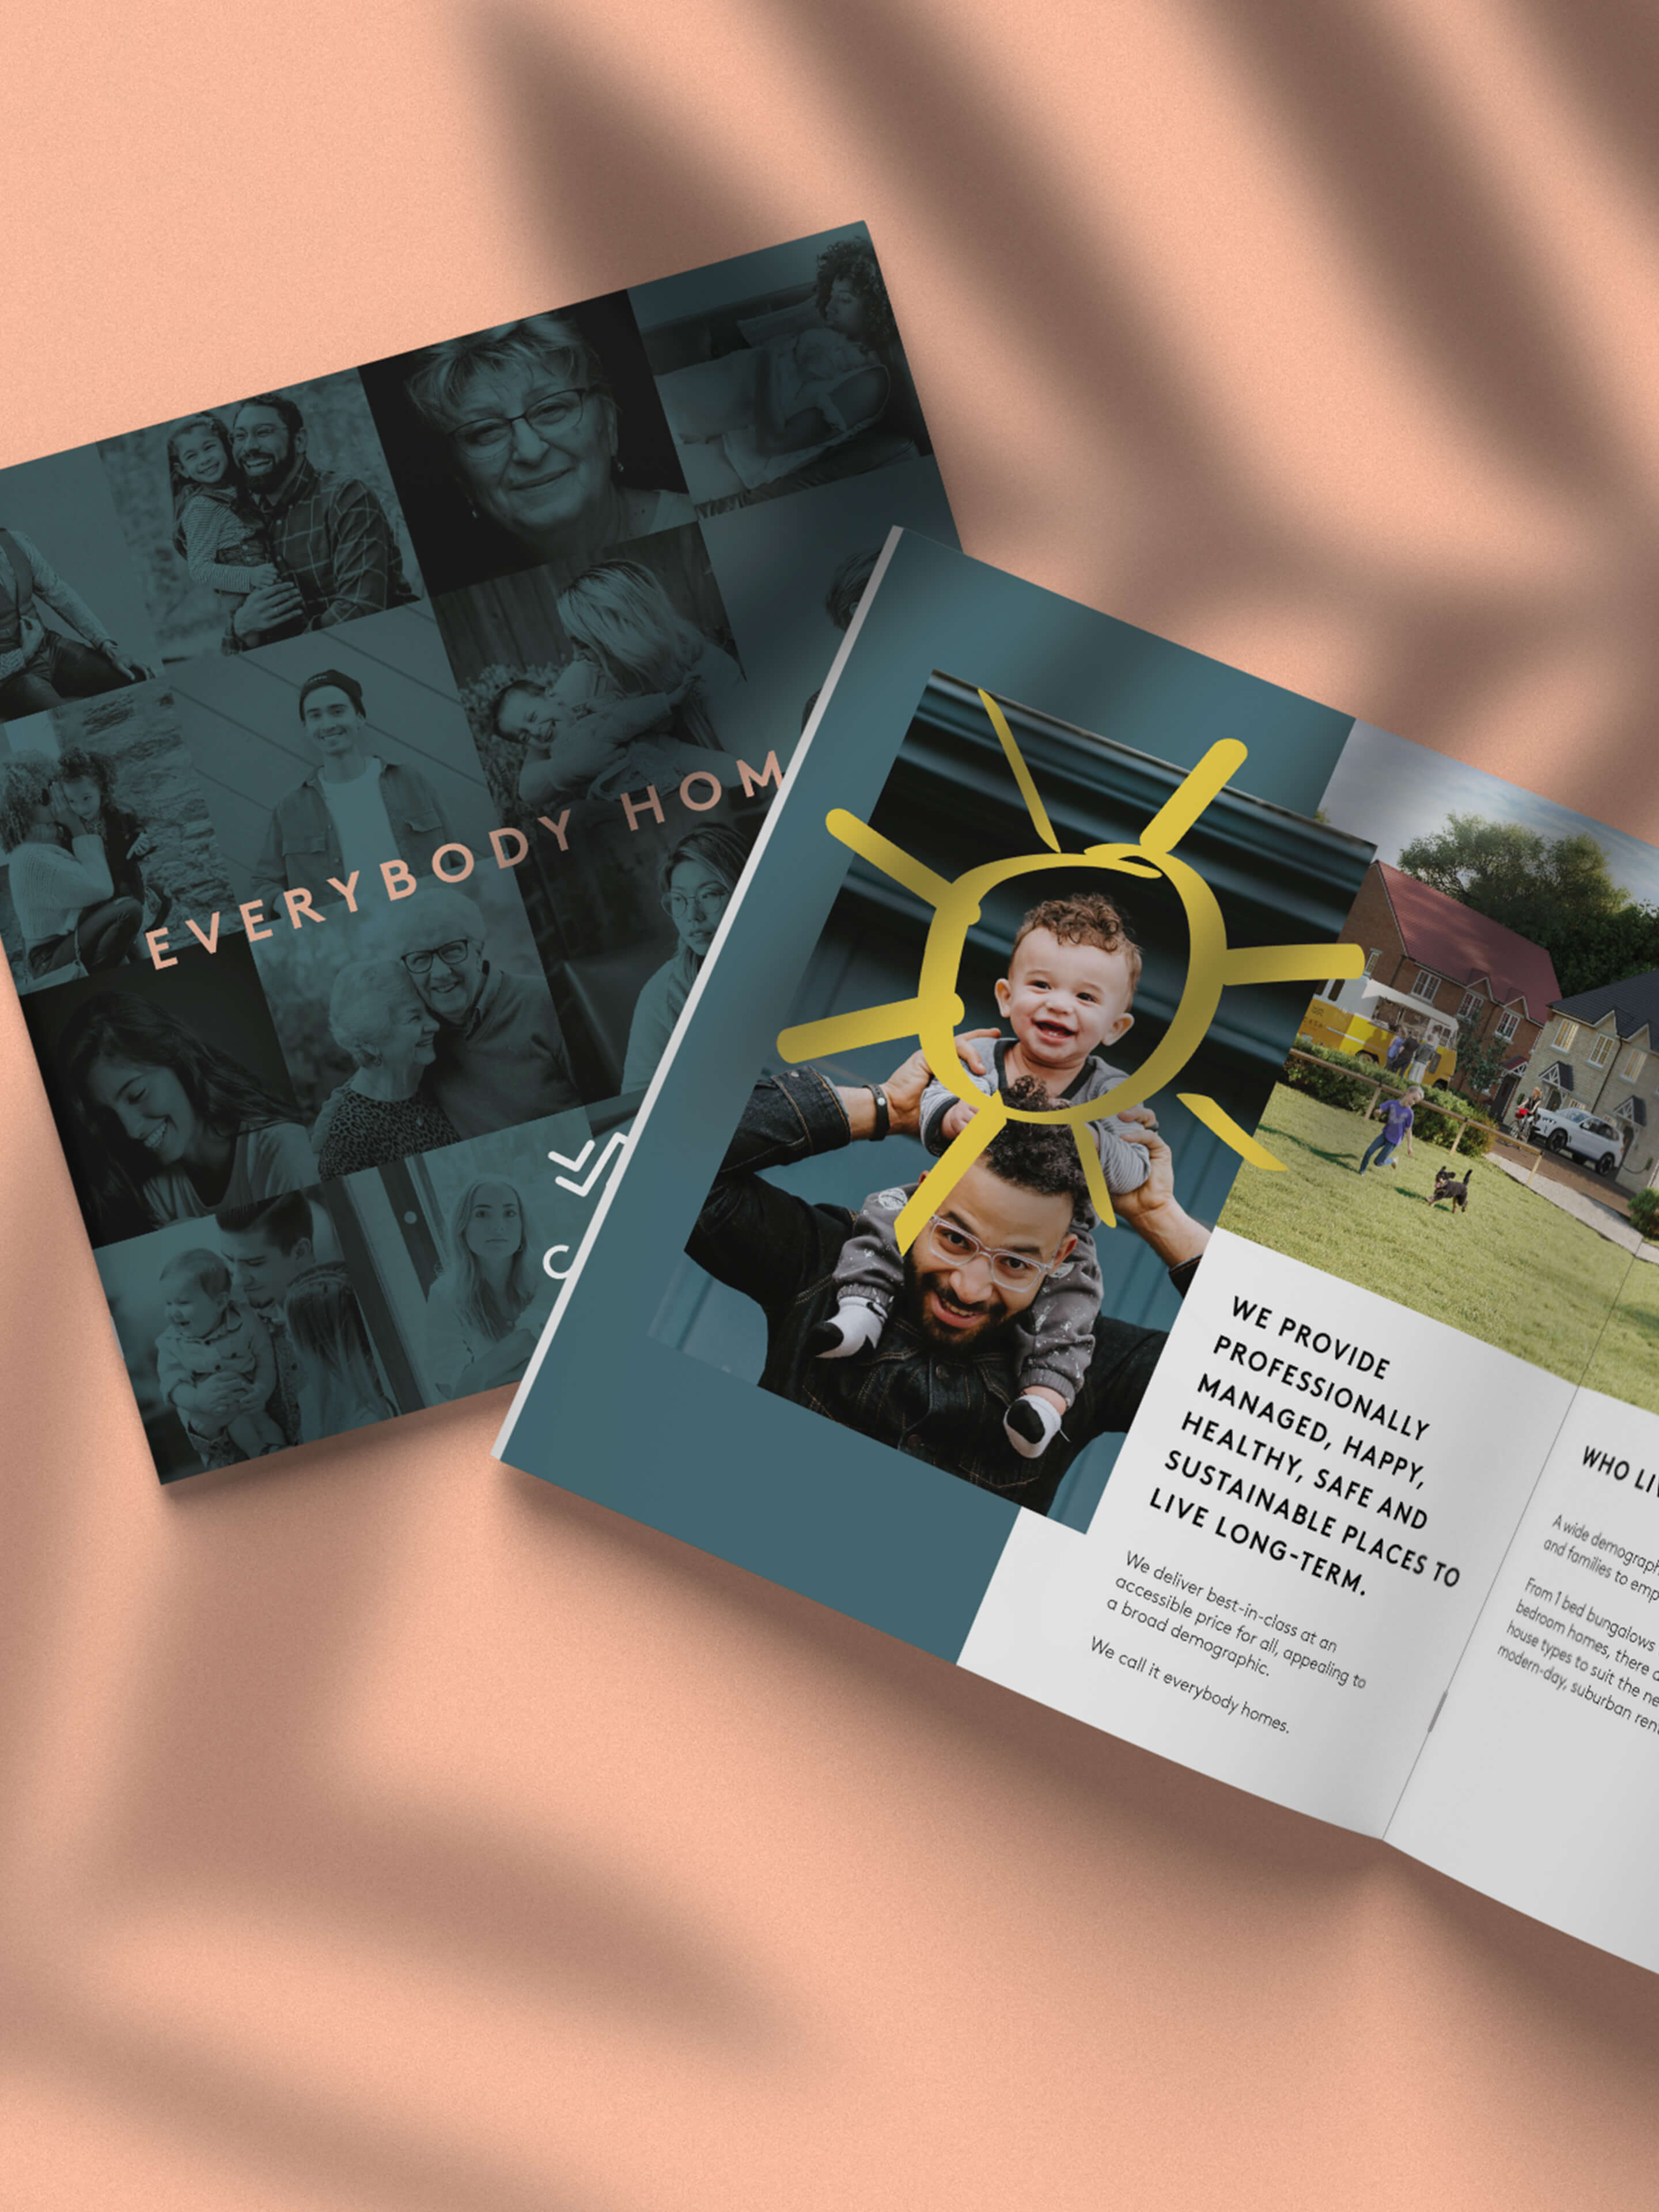 EVERYBODY HOM
C
WE PROVIDE
PROFESSIONALLY
MANAGED, HAPPY,
HEALTHY, SAFE AND
SUSTAINABLE PLACES TO
LIVE LONG-TERM.
We deliver best-in-class at an
accessible price for all, appealing to
a broad demographic.
We call it everybody homes.
WHO LIV
A wide demograph
and families to emp
From 1 bed bungalows
bedroom homes, there
house types to suit the ne
modern-day, suburban rent